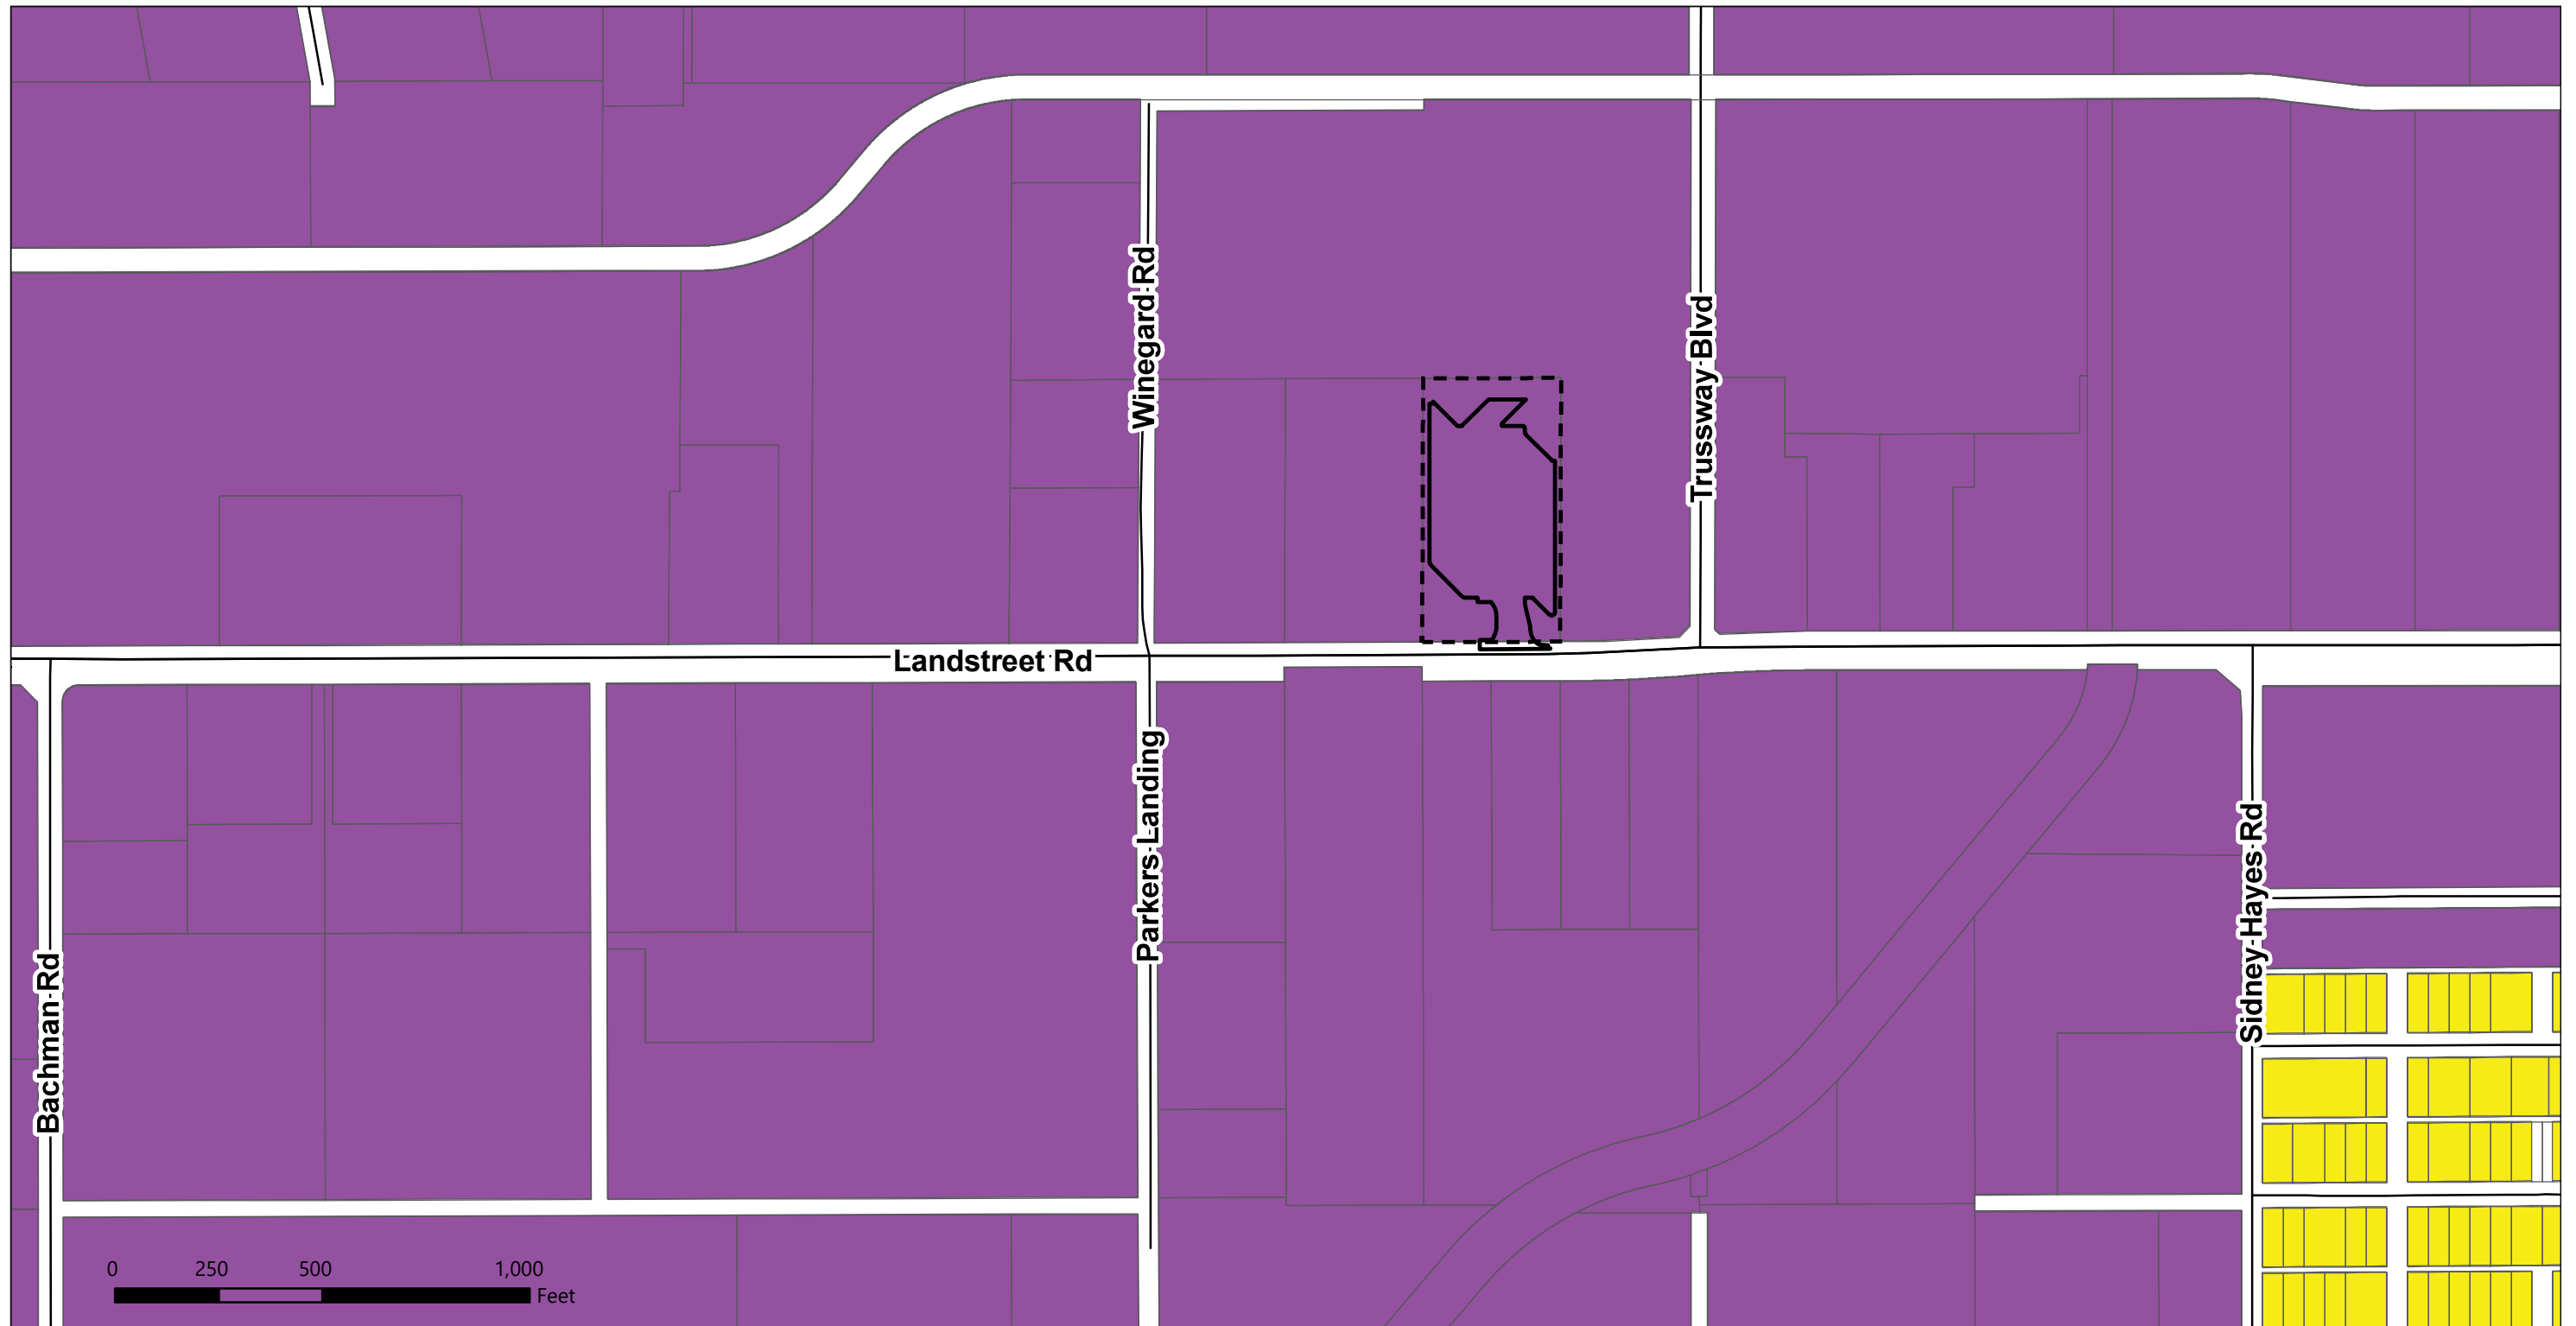 Winegard Rd
Trussway Blvd
Landstreet Rd
Parkers Landing
Sidney Hayes Rd
Bachman Rd
0 250 500 1,000
Feet